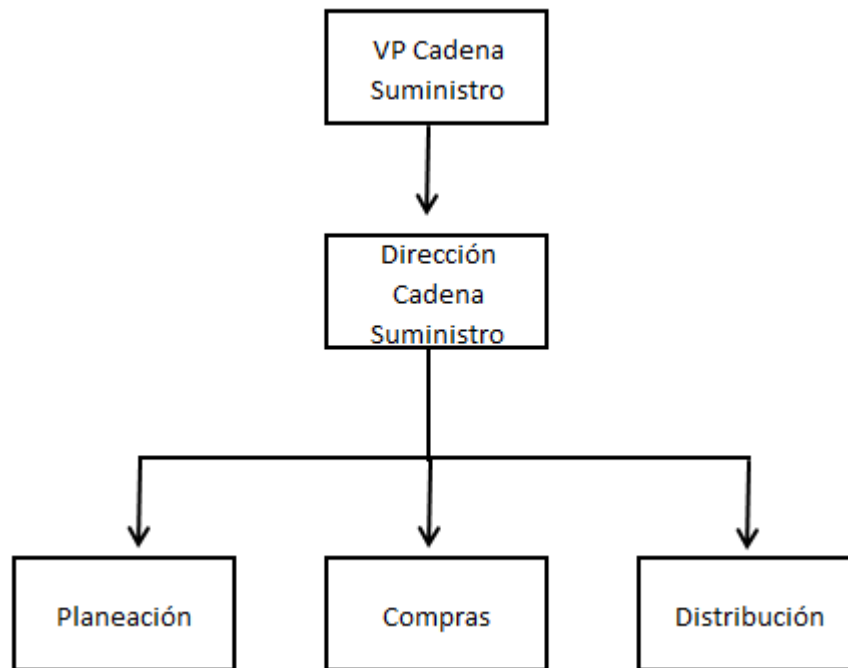 VP Cadena
Suministro
Dirección
Cadena
Suministro
Planeación
Compras
Distribución